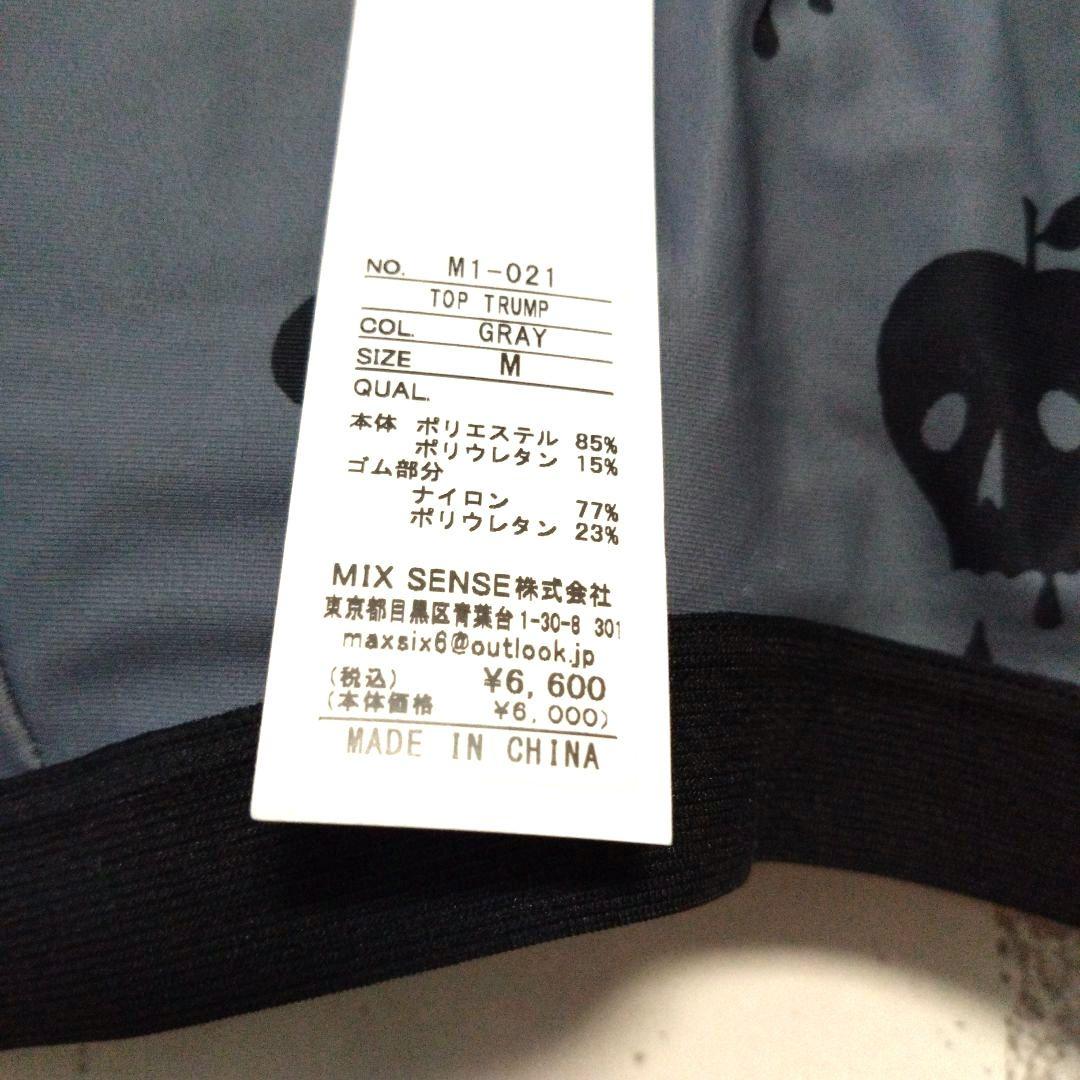 NO. M1-021
TOP TRUMP
COL. GRAY
SIZE M
QUAL.
本体 ポリエステル 85%
ポリウレタン 15%
ゴム部分
ナイロン 77%
ポリウレタン 23%
MIX SENSE株式会社
東京都目黒区青葉台1-30-8 301
maxsix6@outlook.jp
(税込) ¥6,600
(本体価格 ¥6,000)
MADE IN CHINA